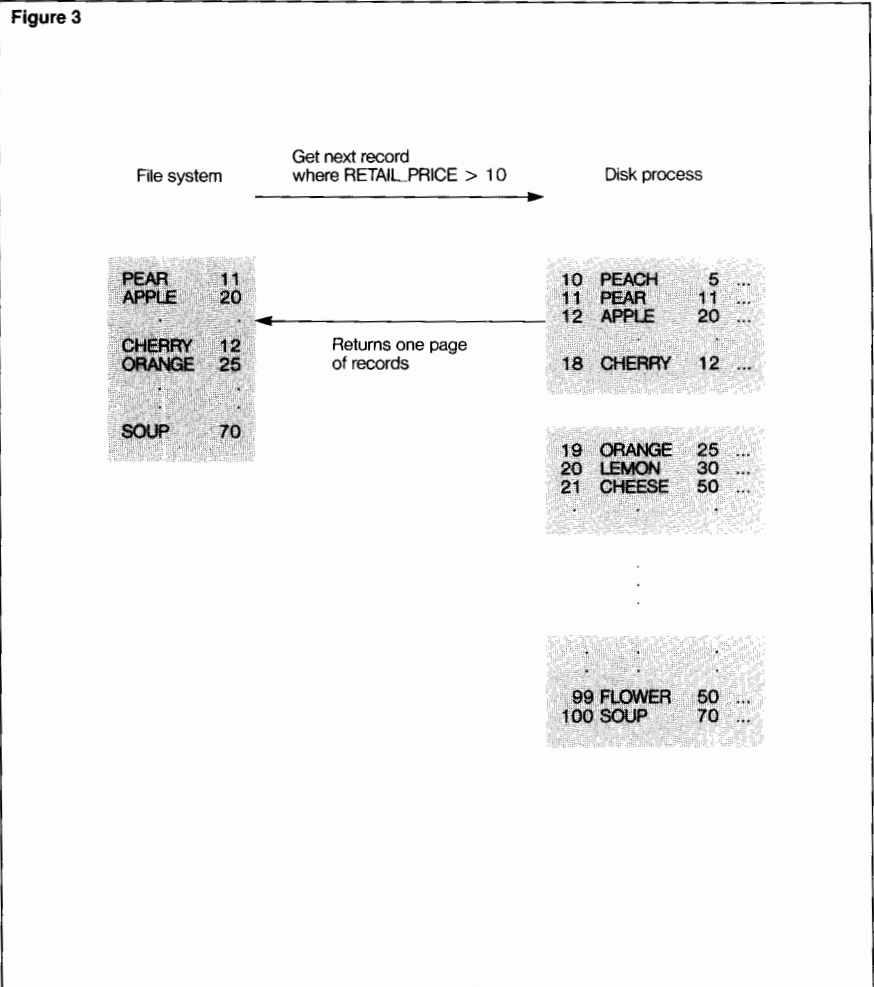 Figure 3
File system
Get next record
where RETAIL_PRICE > 10
Disk process
PEAR 11
APPLE 20
. .
CHERRY 12
ORANGE 25
. .
. .
SOUP 70
Returns one page
of records
10 PEACH 5 ...
11 PEAR 11 ...
12 APPLE 20 ...
. . .
18 CHERRY 12 ...
19 ORANGE 25 ...
20 LEMON 30 ...
21 CHEESE 50 ...
. . .
.
.
.
. . .
. . .
99 FLOWER 50 ...
100 SOUP 70 ...